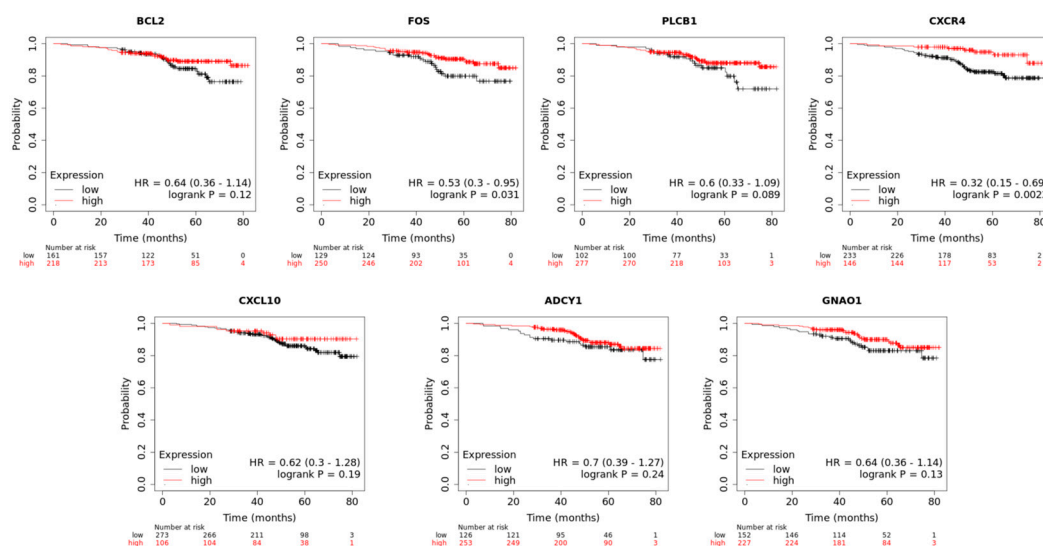 BCL2
Probability
1.0
0.8
0.6
0.4
0.2
0.0
Expression
low
high
HR = 0.64 (0.36 - 1.14)
logrank P = 0.12
0 20 40 60 80
Time (months)
Number at risk
low 161 157 122 51 0
high 218 213 173 85 4
FOS
Probability
1.0
0.8
0.6
0.4
0.2
0.0
Expression
low
high
HR = 0.53 (0.3 - 0.95)
logrank P = 0.031
0 20 40 60 80
Time (months)
Number at risk
low 129 124 93 35 0
high 250 246 202 101 4
PLCB1
Probability
1.0
0.8
0.6
0.4
0.2
0.0
Expression
low
high
HR = 0.6 (0.33 - 1.09)
logrank P = 0.089
0 20 40 60 80
Time (months)
Number at risk
low 102 100 77 33 1
high 277 270 218 103 3
CXCR4
Probability
1.0
0.8
0.6
0.4
0.2
0.0
Expression
low
high
HR = 0.32 (0.15 - 0.69
logrank P =
0 20 40 60 80
Time (months)
Number at risk
low 233 226 178 83 2
high 146 144 117 53 2
CXCL10
Probability
1.0
0.8
0.6
0.4
0.2
0.0
Expression
low
high
HR = 0.62 (0.3 - 1.28)
logrank P = 0.19
0 20 40 60 80
Time (months)
Number at risk
low 273 266 211 98 3
high 106 104 84 38 1
ADCY1
Probability
1.0
0.8
0.6
0.4
0.2
0.0
Expression
low
high
HR = 0.7 (0.39 - 1.27)
logrank P = 0.24
0 20 40 60 80
Time (months)
Number at risk
low 126 121 95 46 1
high 253 249 200 90 3
GNAO1
Probability
1.0
0.8
0.6
0.4
0.2
0.0
Expression
low
high
HR = 0.64 (0.36 - 1.14)
logrank P = 0.13
0 20 40 60 80
Time (months)
Number at risk
low 152 146 114 52 1
high 227 224 181 84 3